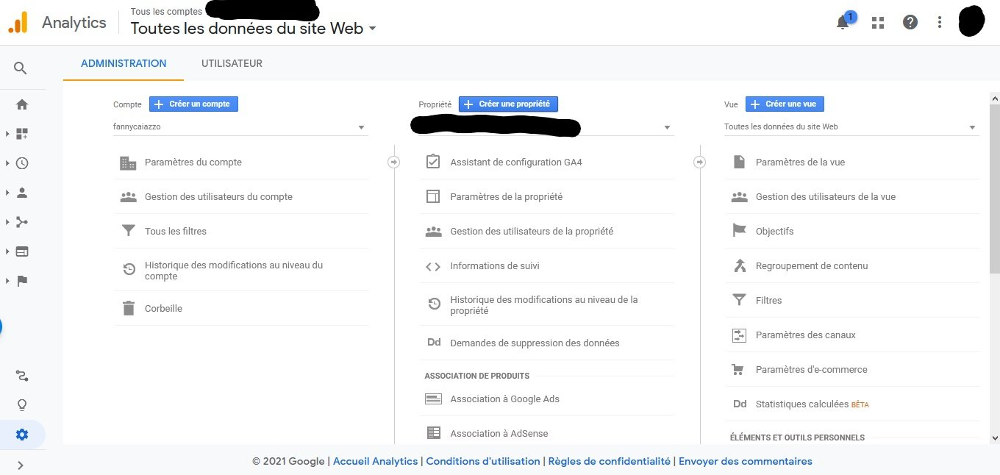 Analytics
Tous les comptes
Toutes les données du site Web
1
ADMINISTRATION
UTILISATEUR
Compte
Créer un compte
fannycaiazzo
Paramètres du compte
Gestion des utilisateurs du compte
Tous les filtres
Historique des modifications au niveau du
compte
Corbeille
Propriété
Créer une propriété
Assistant de configuration GA4
Paramètres de la propriété
Gestion des utilisateurs de la propriété
Informations de suivi
Historique des modifications au niveau de la
propriété
Dd Demandes de suppression des données
ASSOCIATION DE PRODUITS
Association à Google Ads
Association à AdSense
Vue
Créer une vue
Toutes les données du site Web
Paramètres de la vue
Gestion des utilisateurs de la vue
Objectifs
Regroupement de contenu
Filtres
Paramètres des canaux
Paramètres d'e-commerce
Dd Statistiques calculées BÊTA
ÉLÉMENTS ET OUTILS PERSONNELS
© 2021 Google | Accueil Analytics | Conditions d'utilisation | Règles de confidentialité | Envoyer des commentaires